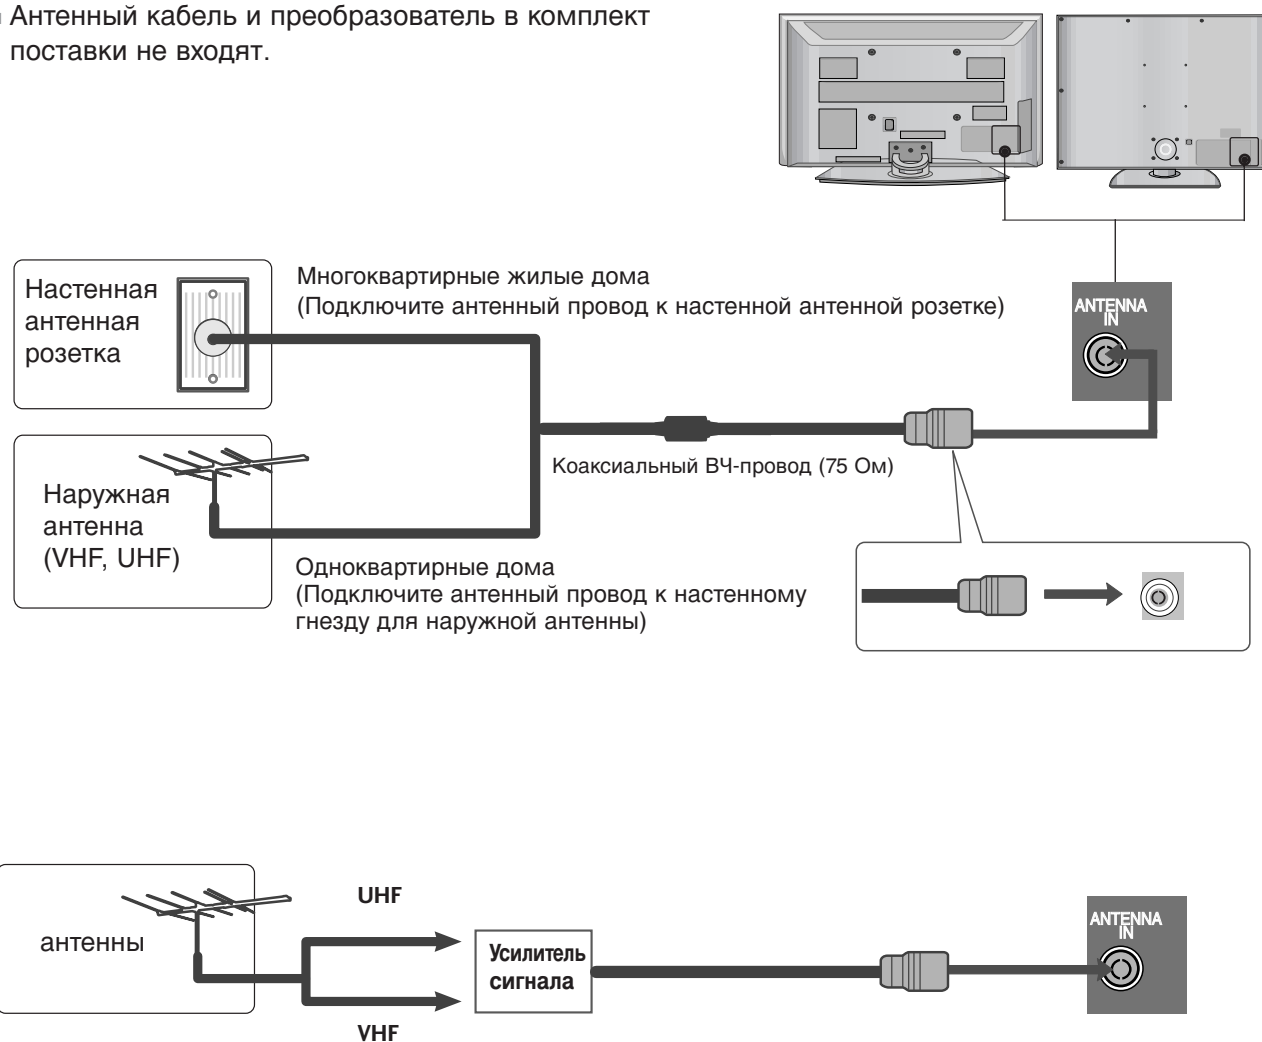 Антенный кабель и преобразователь в комплект
поставки не входят.
Настенная
антенная
розетка
Многоквартирные жилые дома
(Подключите антенный провод к настенной антенной розетке)
ANTENNA
IN
Наружная
антенна
(VHF, UHF)
Коаксиальный ВЧ-провод (75 Ом)
Одноквартирные дома
(Подключите антенный провод к настенному
гнезду для наружной антенны)
антенны
UHF
VHF
Усилитель
сигнала
ANTENNA
IN